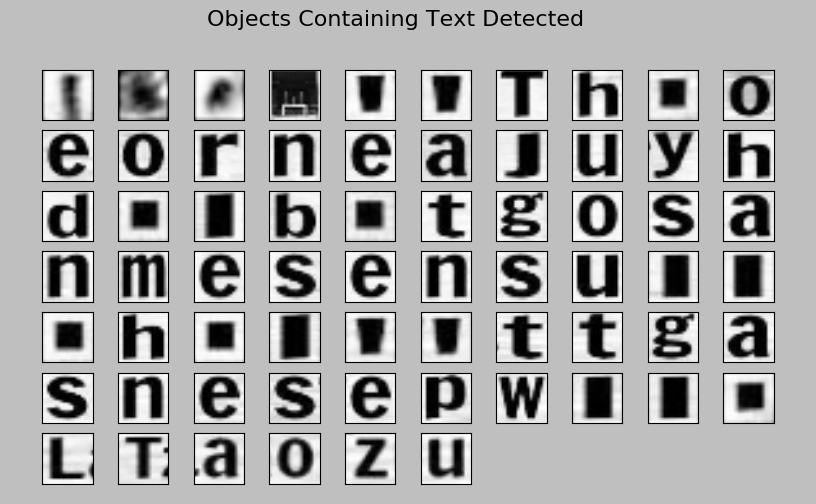 Objects Containing Text Detected
T h o
e o r n e a J u y h
d b t g o s a
n m e s e n s u
h t t g a
s n e s e p w
L T a o z u